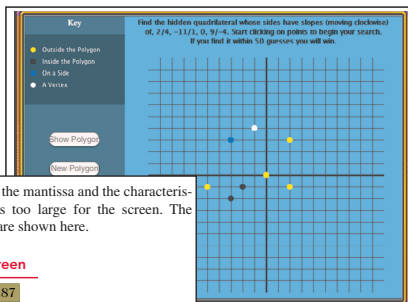 Key
Outside the Polygon
Inside the Polygon
On a Side
A Vertex
Show Polygon
New Polygon
Find the hidden quadrilateral whose sides have slopes (moving clockwise)
of, 2/4, −11/1, 0, 9/−4. Start clicking on points to begin your search.
If you find it within 50 guesses you will win.
the mantissa and the characteris-
s too large for the screen. The
are shown here.
reen
87